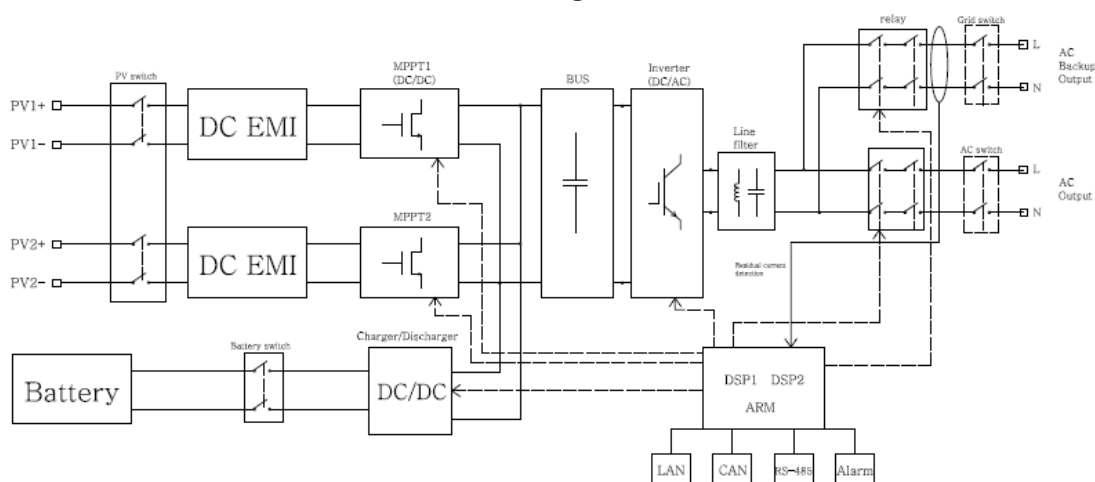 relay
Grid switch
L
AC
Backup
Output
N
PV switch
MPPT1
(DC/DC)
BUS
Inverter
(DC/AC)
PV1+
DC EMI
PV1-
Line
filter
AC switch
L
AC
Output
N
MPPT2
PV2+
DC EMI
PV2-
Residual current
detection
Battery switch
Charger/Discharger
Battery
DC/DC
DSP1 DSP2
ARM
LAN
CAN
RS-485
Alarm